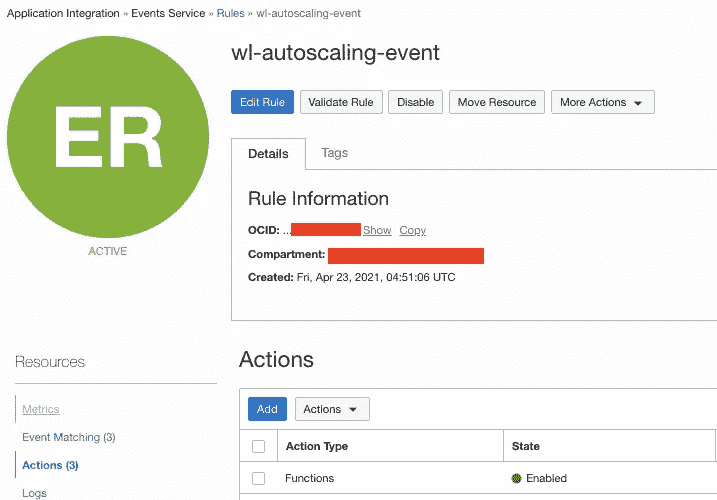 Application Integration » Events Service » Rules » wl-autoscaling-event
ER
ACTIVE
wl-autoscaling-event
Edit Rule Validate Rule Disable Move Resource More Actions
Details Tags
Rule Information
OCID: ... Show Copy
Compartment:
Created: Fri, Apr 23, 2021, 04:51:06 UTC
Resources
Metrics
Event Matching (3)
Actions (3)
Logs
Actions
Add Actions
Action Type State
Functions Enabled